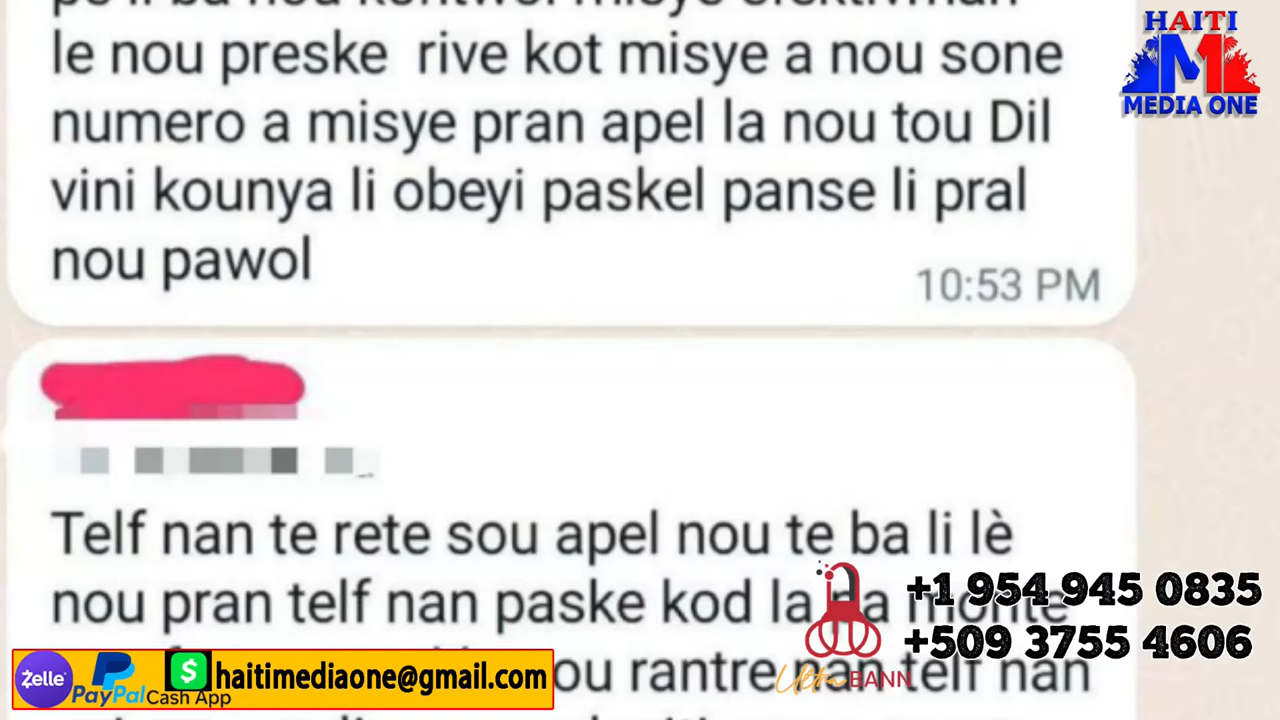 le nou preske rive kot misye a nou sone
numero a misye pran apel la nou tou Dil
vini kounya li obeyi paskel panse li pral
nou pawol
10:53 PM
Telf nan te rete sou apel nou te ba li lè
nou pran telf nan paske kod la
ou rantre nan telf nan
HAITI
M
MEDIA ONE
+1 954 945 0835
+509 3755 4606
Ultra BANN
Zelle
PayPal
$
Cash App
haitimediaone@gmail.com